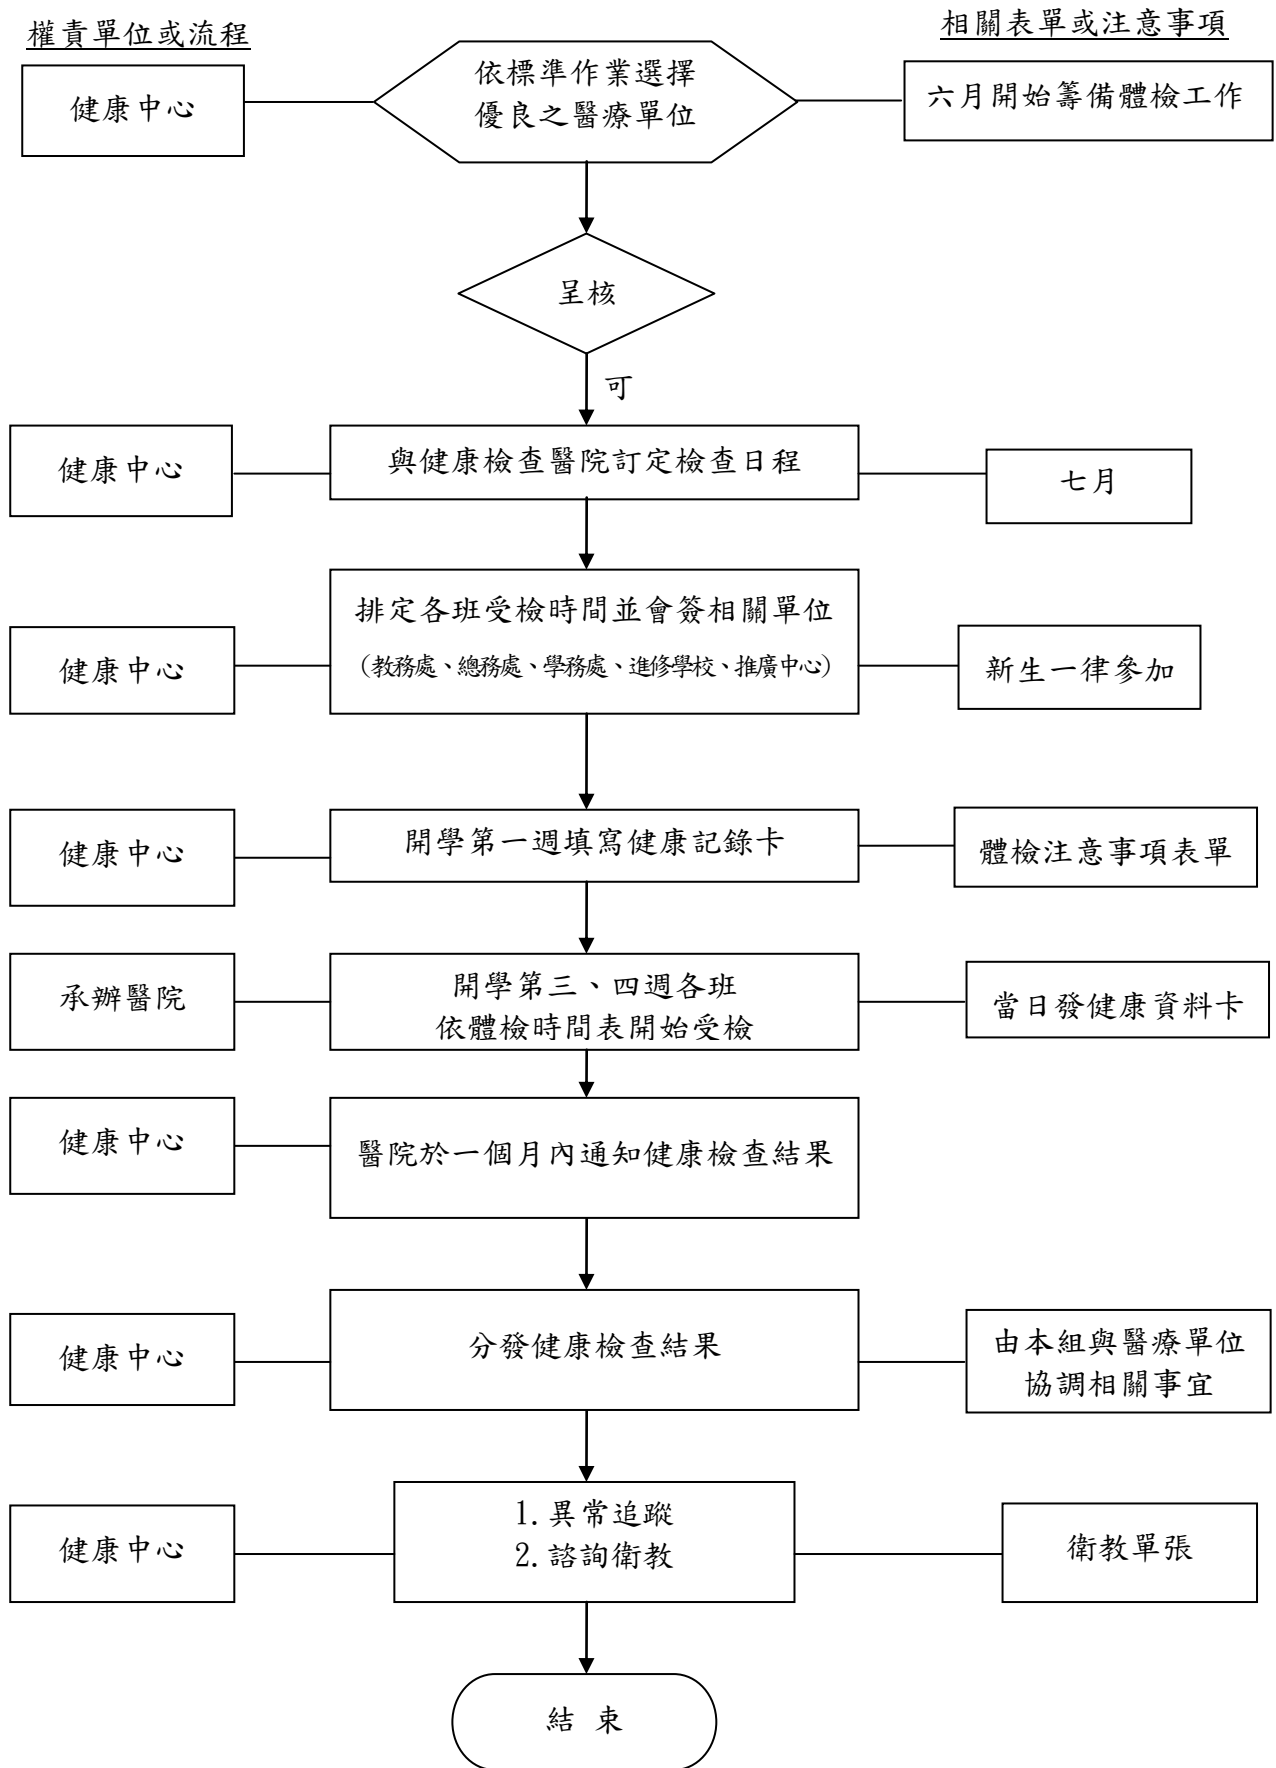 權責單位或流程
相關表單或注意事項
健康中心
依標準作業選擇
優良之醫療單位
六月開始籌備體檢工作
呈核
可
健康中心
與健康檢查醫院訂定檢查日程
七月
健康中心
排定各班受檢時間並會簽相關單位
（教務處、總務處、學務處、進修學校、推廣中心）
新生一律參加
健康中心
開學第一週填寫健康記錄卡
體檢注意事項表單
承辦醫院
開學第三、四週各班
依體檢時間表開始受檢
當日發健康資料卡
健康中心
醫院於一個月內通知健康檢查結果
健康中心
分發健康檢查結果
由本組與醫療單位
協調相關事宜
健康中心
1.異常追蹤
2.諮詢衛教
衛教單張
結 束